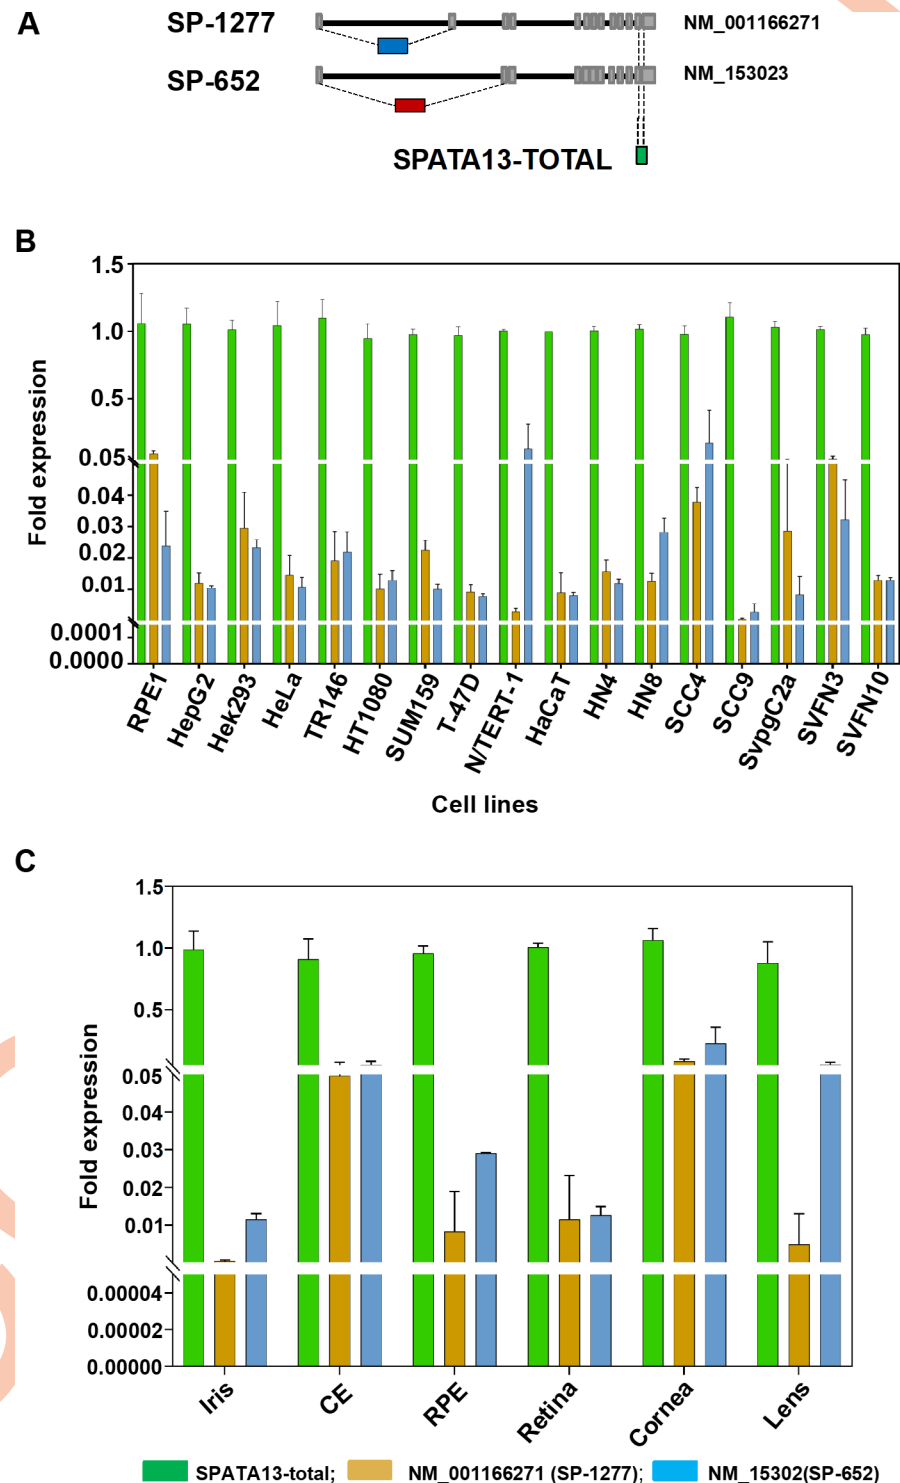 A
SP-1277
NM_001166271
SP-652
NM_153023
SPATA13-TOTAL
B
Fold expression
1.5
1.0
0.5
0.05
0.04
0.03
0.02
0.01
0.0001
0.0000
RPE1
HepG2
Hek293
HeLa
TR146
HT1080
SUM159
T-47D
N/TERT-1
HaCaT
HN4
HN8
SCC4
SCC9
SvpgC2a
SVFN3
SVFN10
Cell lines
C
Fold expression
1.5
1.0
0.5
0.05
0.04
0.03
0.02
0.01
0.00004
0.00002
0.00000
Iris
CE
RPE
Retina
Cornea
Lens
SPATA13-total; NM_001166271 (SP-1277); NM_15302(SP-652)